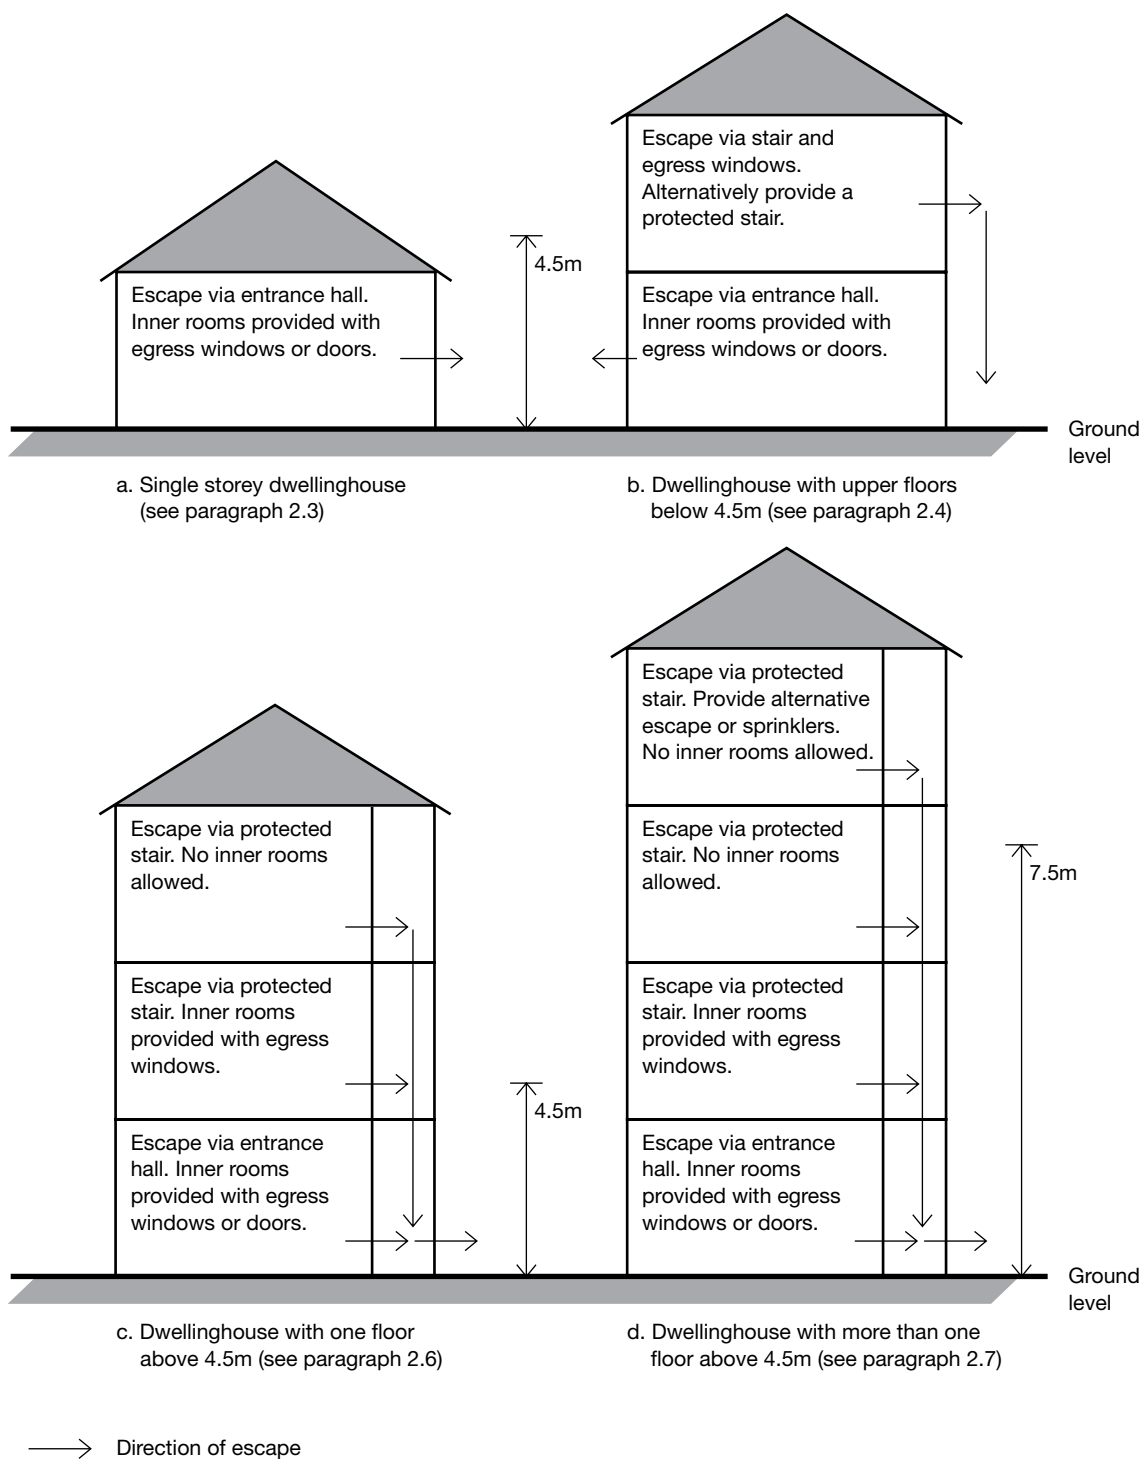 Escape via stair and
egress windows.
Alternatively provide a
protected stair.
4.5m
Escape via entrance hall.
Inner rooms provided with
egress windows or doors.
Escape via entrance hall.
Inner rooms provided with
egress windows or doors.
Ground
level
a. Single storey dwellinghouse
(see paragraph 2.3)
b. Dwellinghouse with upper floors
below 4.5m (see paragraph 2.4)
Escape via protected
stair. Provide alternative
escape or sprinklers.
No inner rooms allowed.
Escape via protected
stair. No inner rooms
allowed.
Escape via protected
stair. No inner rooms
allowed.
7.5m
Escape via protected
stair. Inner rooms
provided with egress
windows.
Escape via protected
stair. Inner rooms
provided with egress
windows.
4.5m
Escape via entrance
hall. Inner rooms
provided with egress
windows or doors.
Escape via entrance
hall. Inner rooms
provided with egress
windows or doors.
Ground
level
c. Dwellinghouse with one floor
above 4.5m (see paragraph 2.6)
d. Dwellinghouse with more than one
floor above 4.5m (see paragraph 2.7)
Direction of escape